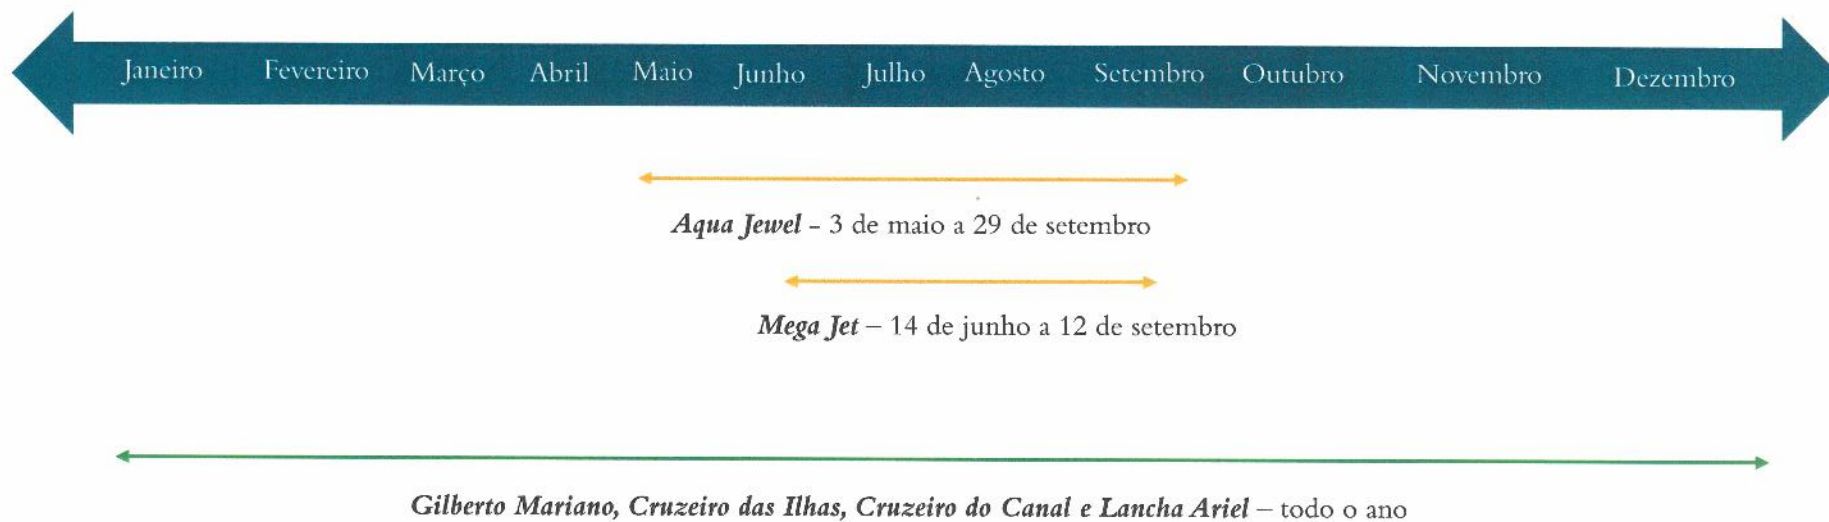 Janeiro Fevereiro Março Abril Maio Junho Julho Agosto Setembro Outubro Novembro Dezembro
Aqua Jewel - 3 de maio a 29 de setembro
Mega Jet – 14 de junho a 12 de setembro
Gilberto Mariano, Cruzeiro das Ilhas, Cruzeiro do Canal e Lancha Ariel – todo o ano